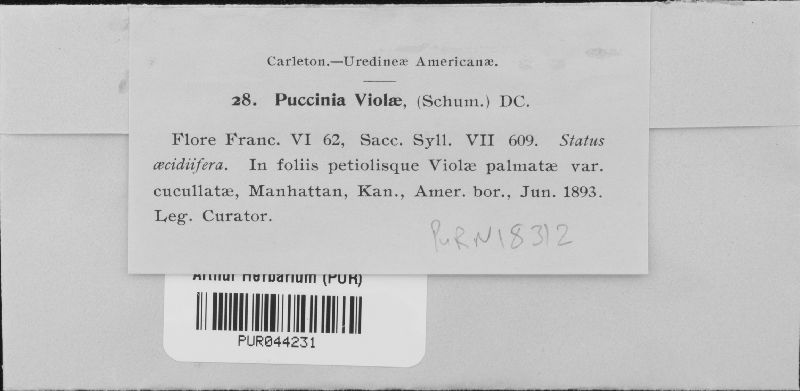 Carleton.—Uredineæ Americanæ.
28. Puccinia Violæ, (Schum.) DC.
Flore Franc. VI 62, Sacc. Syll. VII 609. Status
æcidiifera. In foliis petiolisque Violæ palmatæ var.
cucullatæ, Manhattan, Kan., Amer. bor., Jun. 1893.
Leg. Curator.
PURN18312
Arthur Herbarium (PUR)
PUR044231